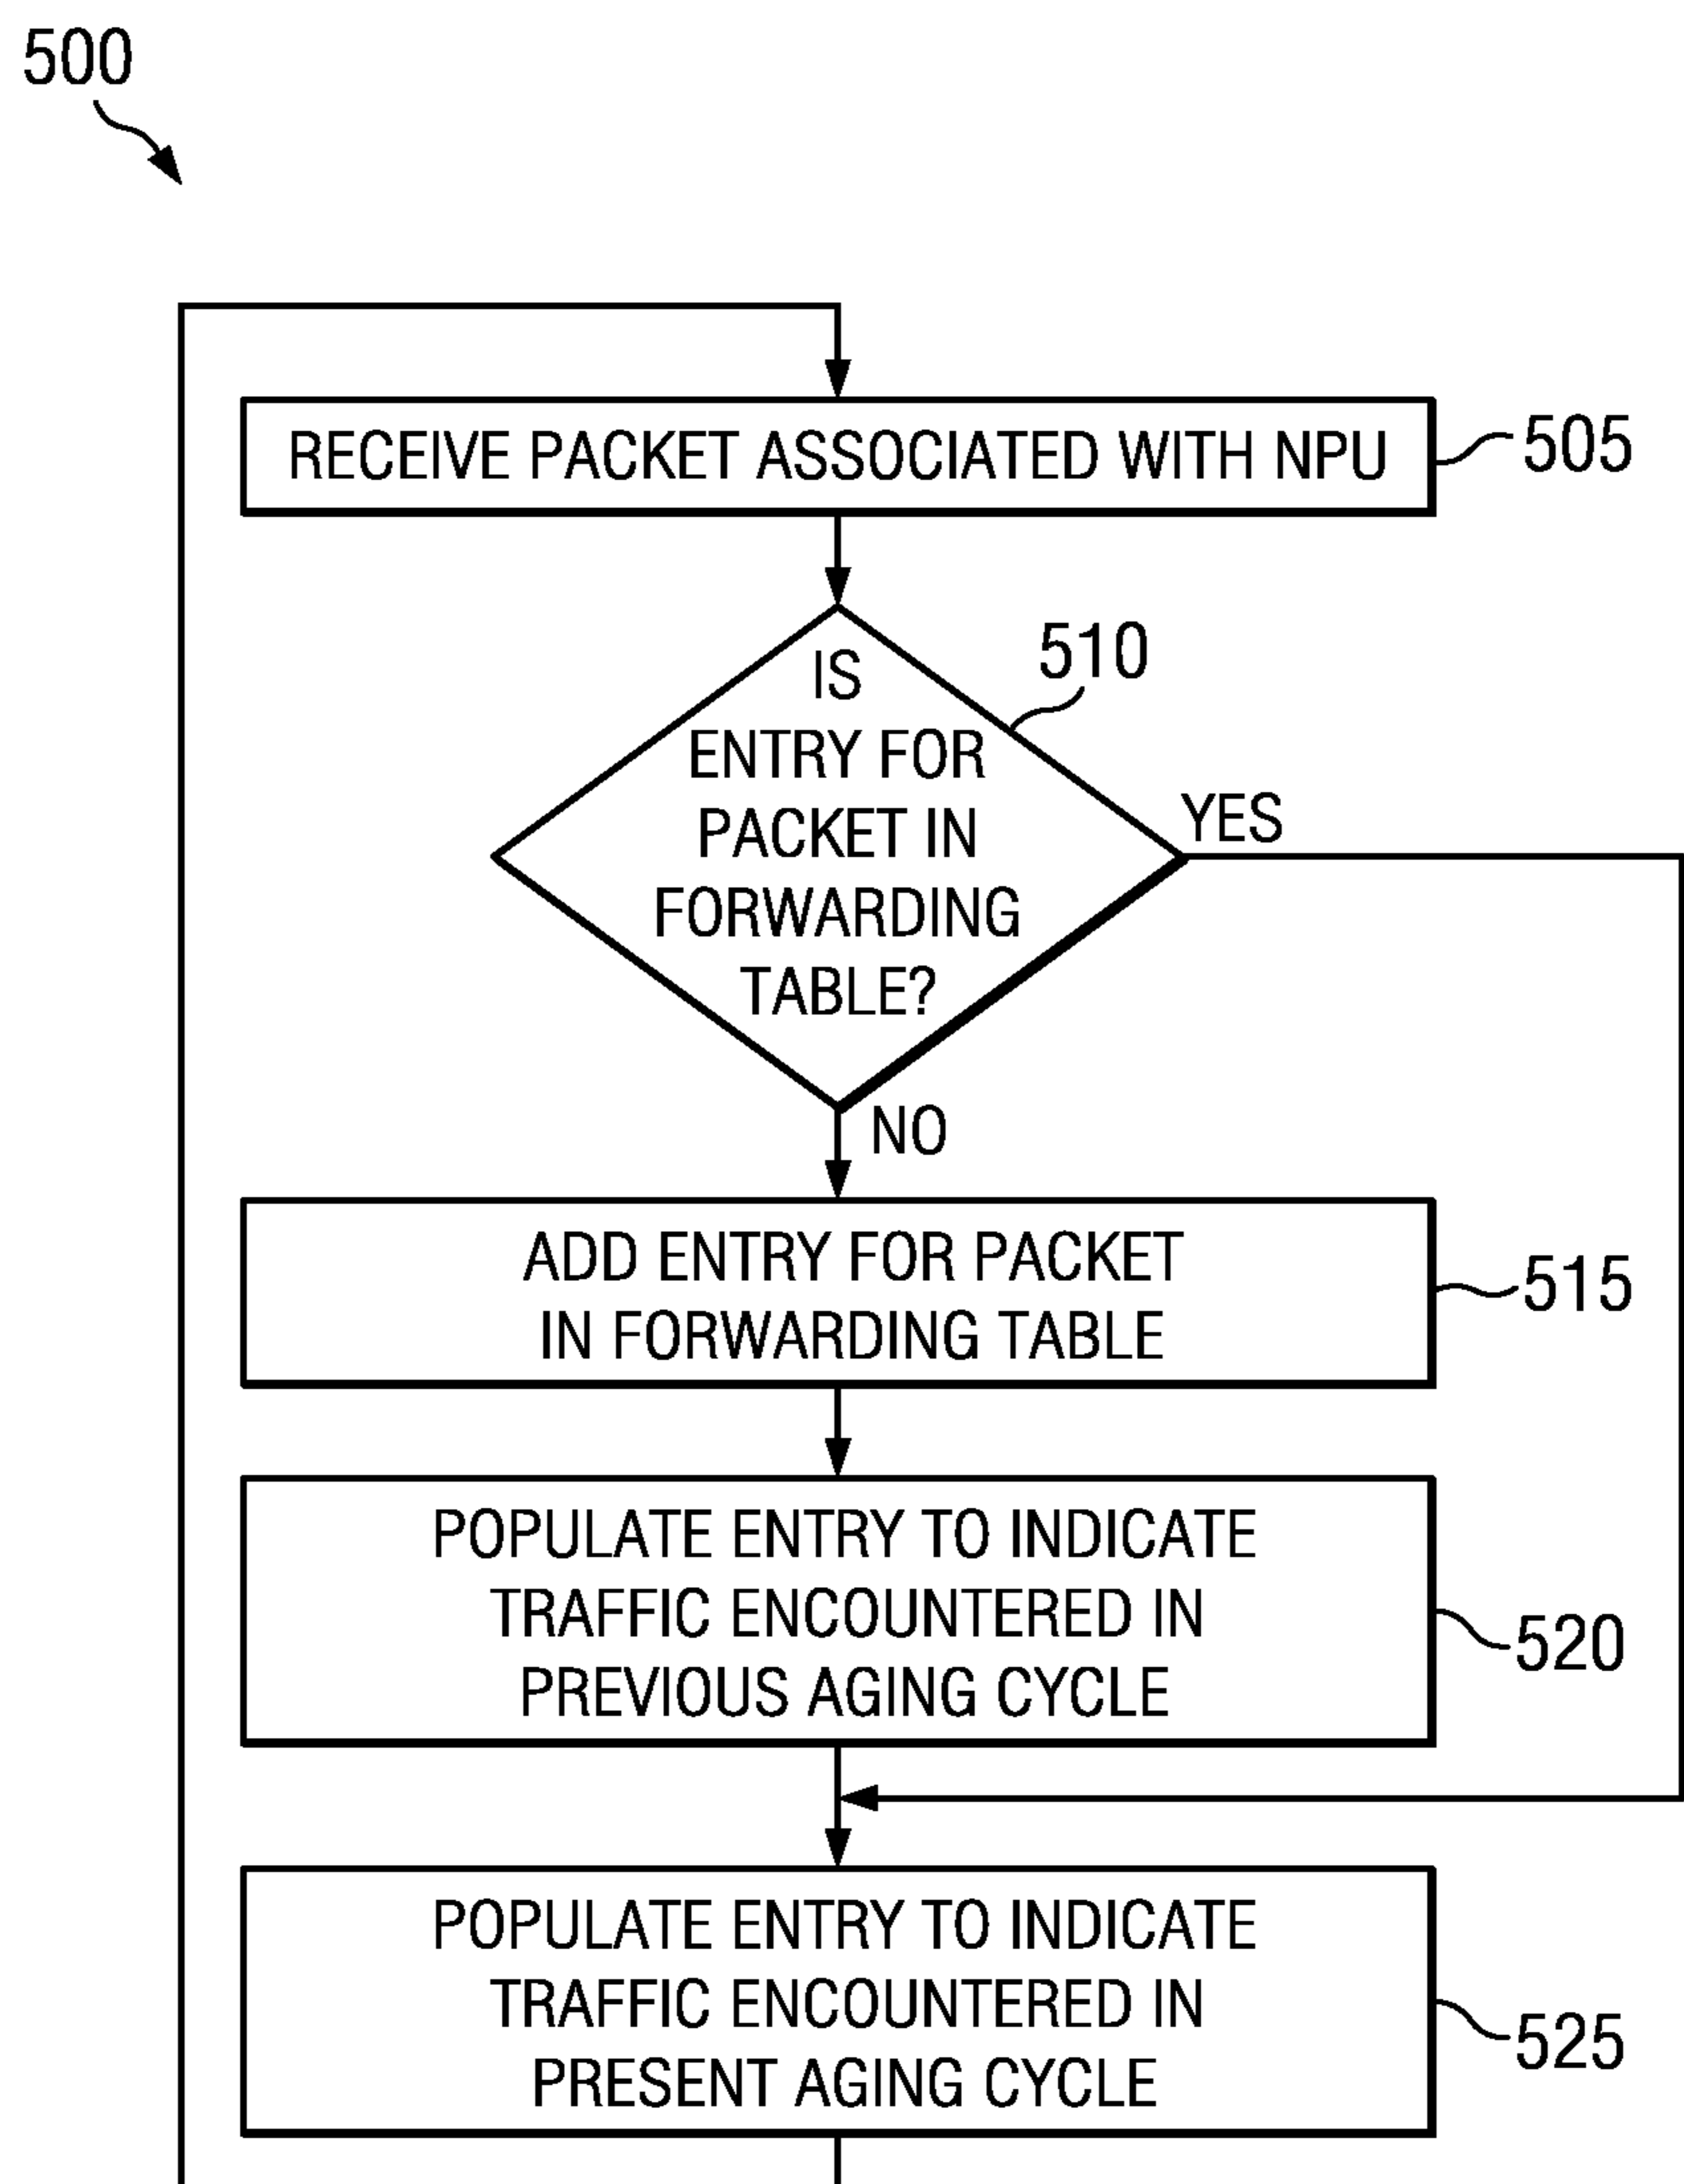 500
RECEIVE PACKET ASSOCIATED WITH NPU
505
510
IS
ENTRY FOR
PACKET IN
FORWARDING
TABLE?
YES
NO
ADD ENTRY FOR PACKET
IN FORWARDING TABLE
515
POPULATE ENTRY TO INDICATE
TRAFFIC ENCOUNTERED IN
PREVIOUS AGING CYCLE
520
POPULATE ENTRY TO INDICATE
TRAFFIC ENCOUNTERED IN
PRESENT AGING CYCLE
525